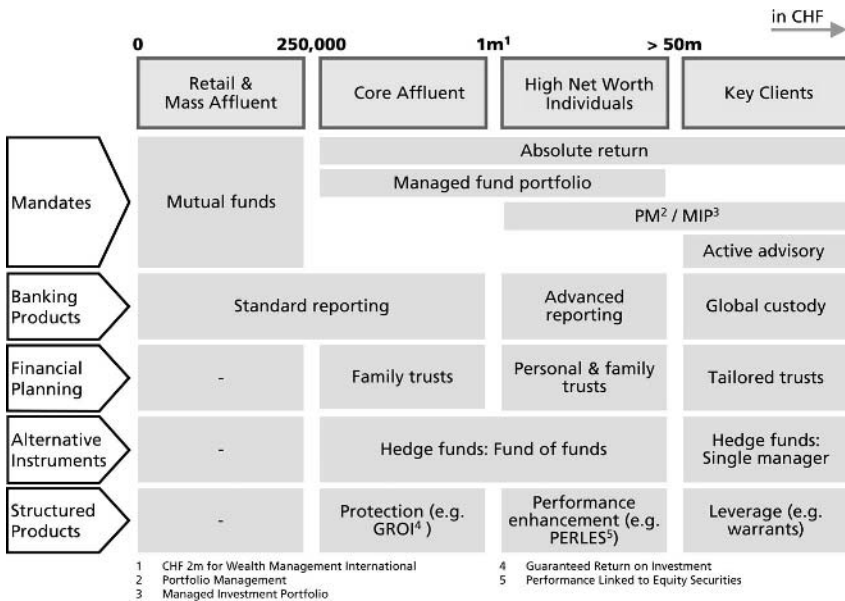 in CHF
0 250,000 1m¹ > 50m
Retail &
Mass Affluent
Core Affluent
High Net Worth
Individuals
Key Clients
Mandates
Mutual funds
Absolute return
Managed fund portfolio
PM² / MIP³
Active advisory
Banking
Products
Standard reporting
Advanced
reporting
Global custody
Financial
Planning
-
Family trusts
Personal & family
trusts
Tailored trusts
Alternative
Instruments
-
Hedge funds: Fund of funds
Hedge funds:
Single manager
Structured
Products
-
Protection (e.g.
GROI⁴ )
Performance
enhancement (e.g.
PERLES⁵)
Leverage (e.g.
warrants)
1 CHF 2m for Wealth Management International
2 Portfolio Management
3 Managed Investment Portfolio
4 Guaranteed Return on Investment
5 Performance Linked to Equity Securities